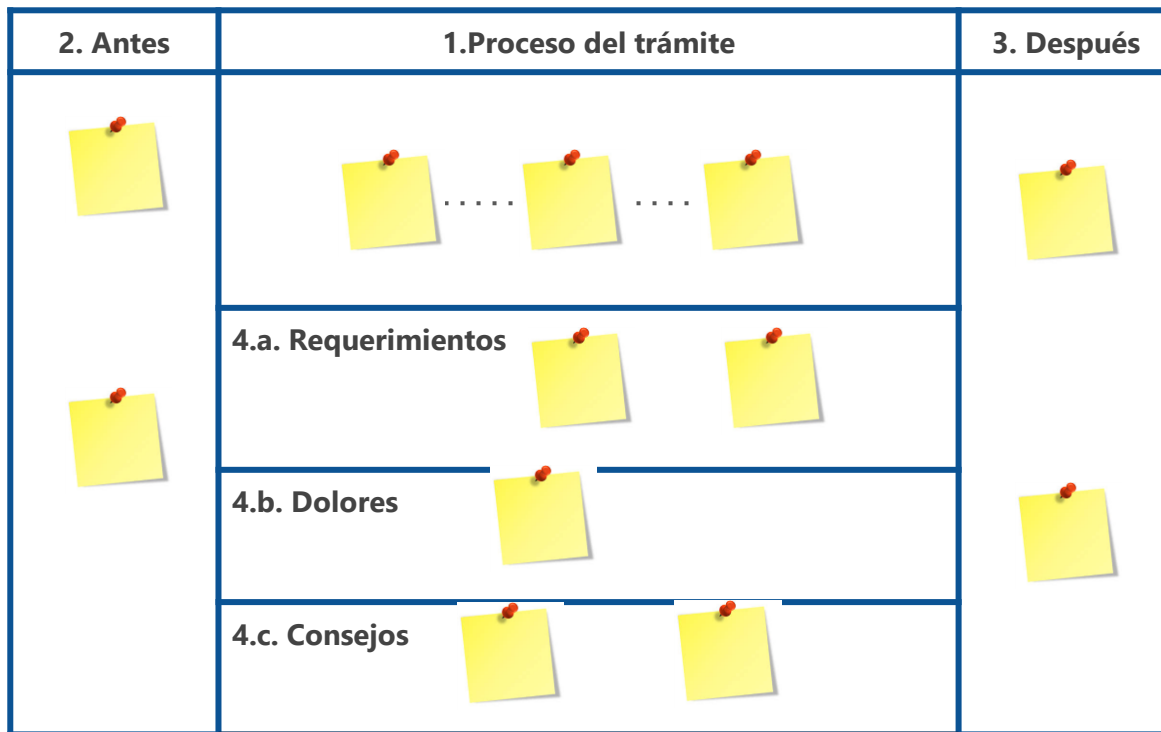 2. Antes
1.Proceso del trámite
3. Después
..... ....
4.a. Requerimientos
4.b. Dolores
4.c. Consejos